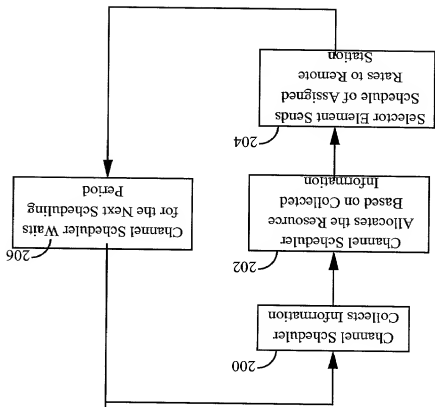 200
Channel Scheduler
Collects Information
202
Channel Scheduler
Allocates the Resource
Based on Collected
Information
204
Selector Element Sends
Schedule of Assigned
Rates to Remote
Station
206
Channel Scheduler Waits
for the Next Scheduling
Period